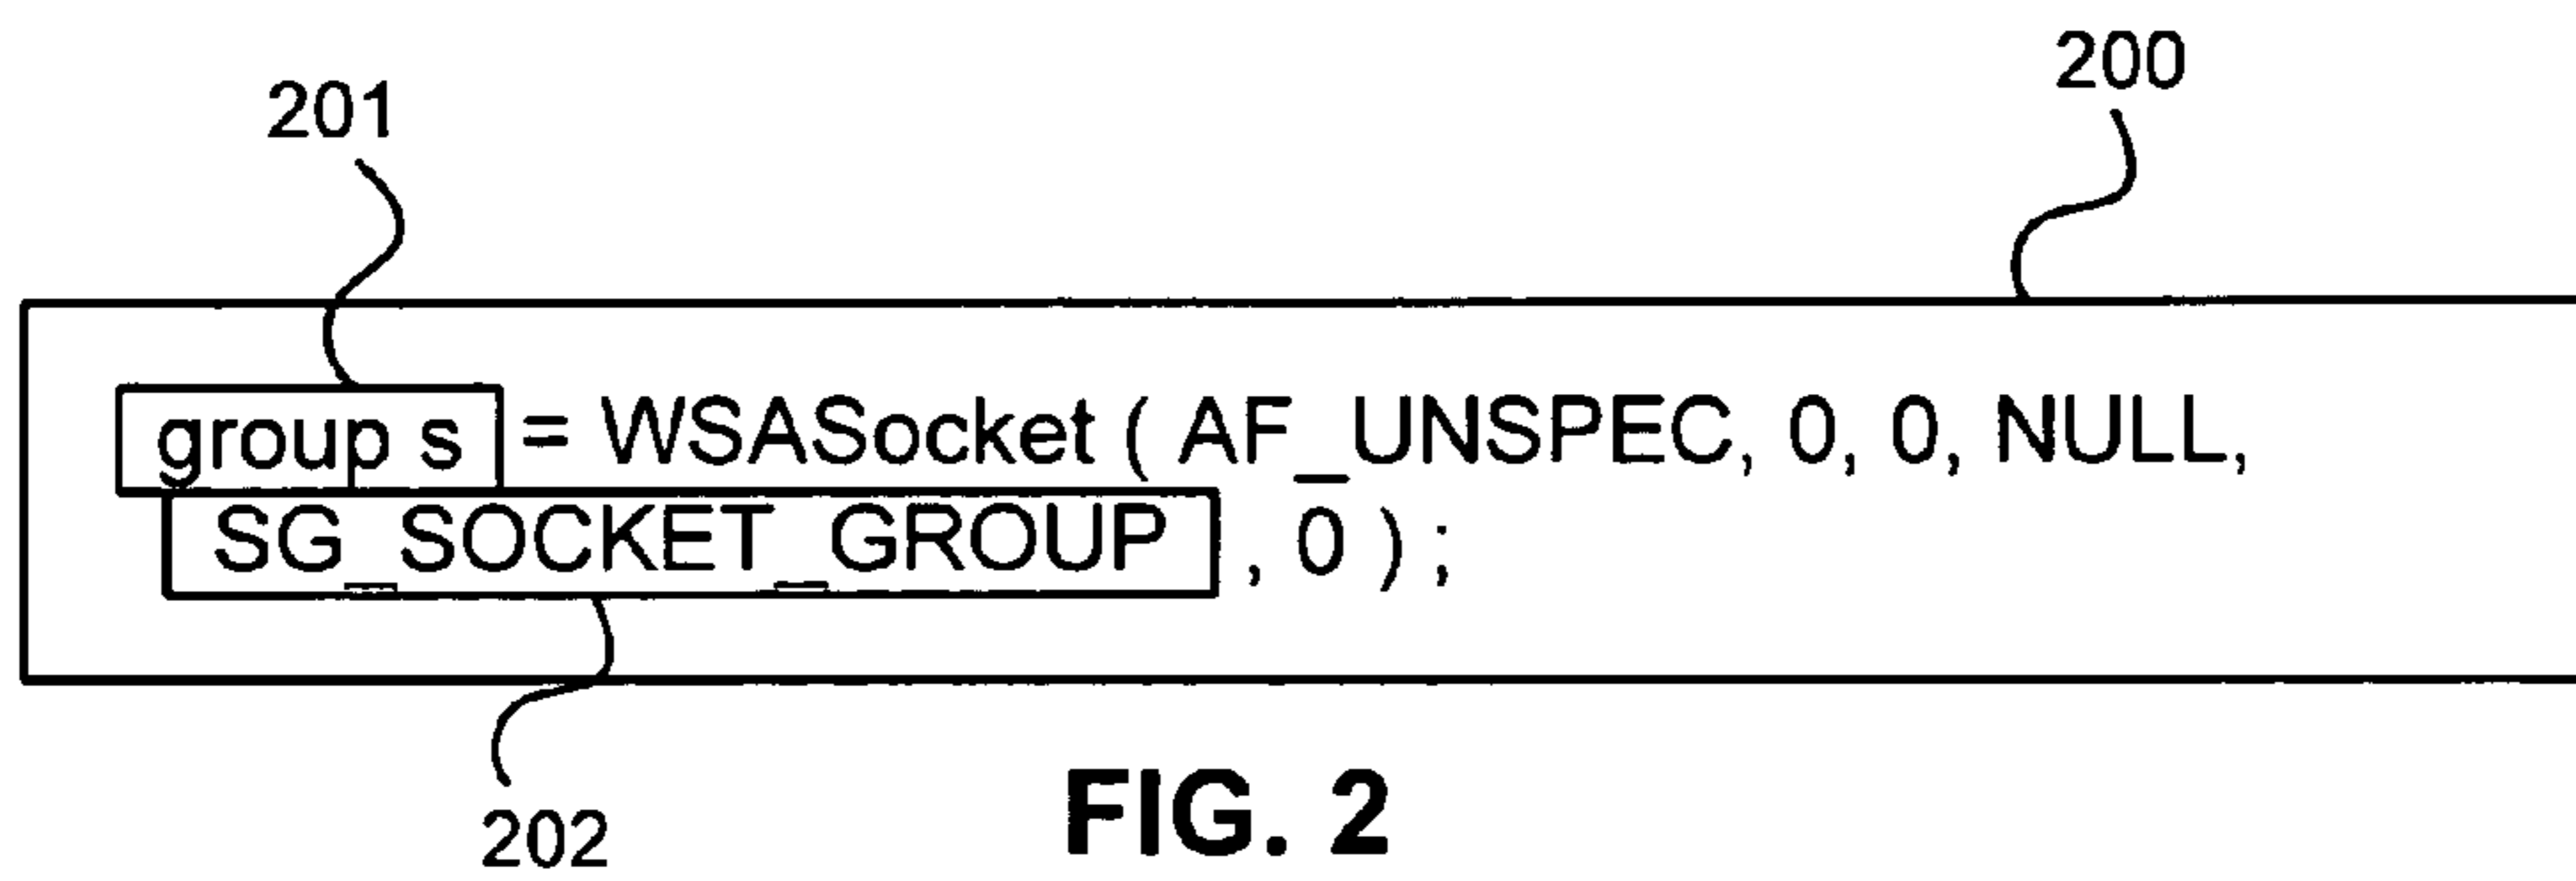 200
201
group s = WSASocket ( AF_UNSPEC, 0, 0, NULL,
SG_SOCKET_GROUP , 0 ) ;
202
FIG. 2